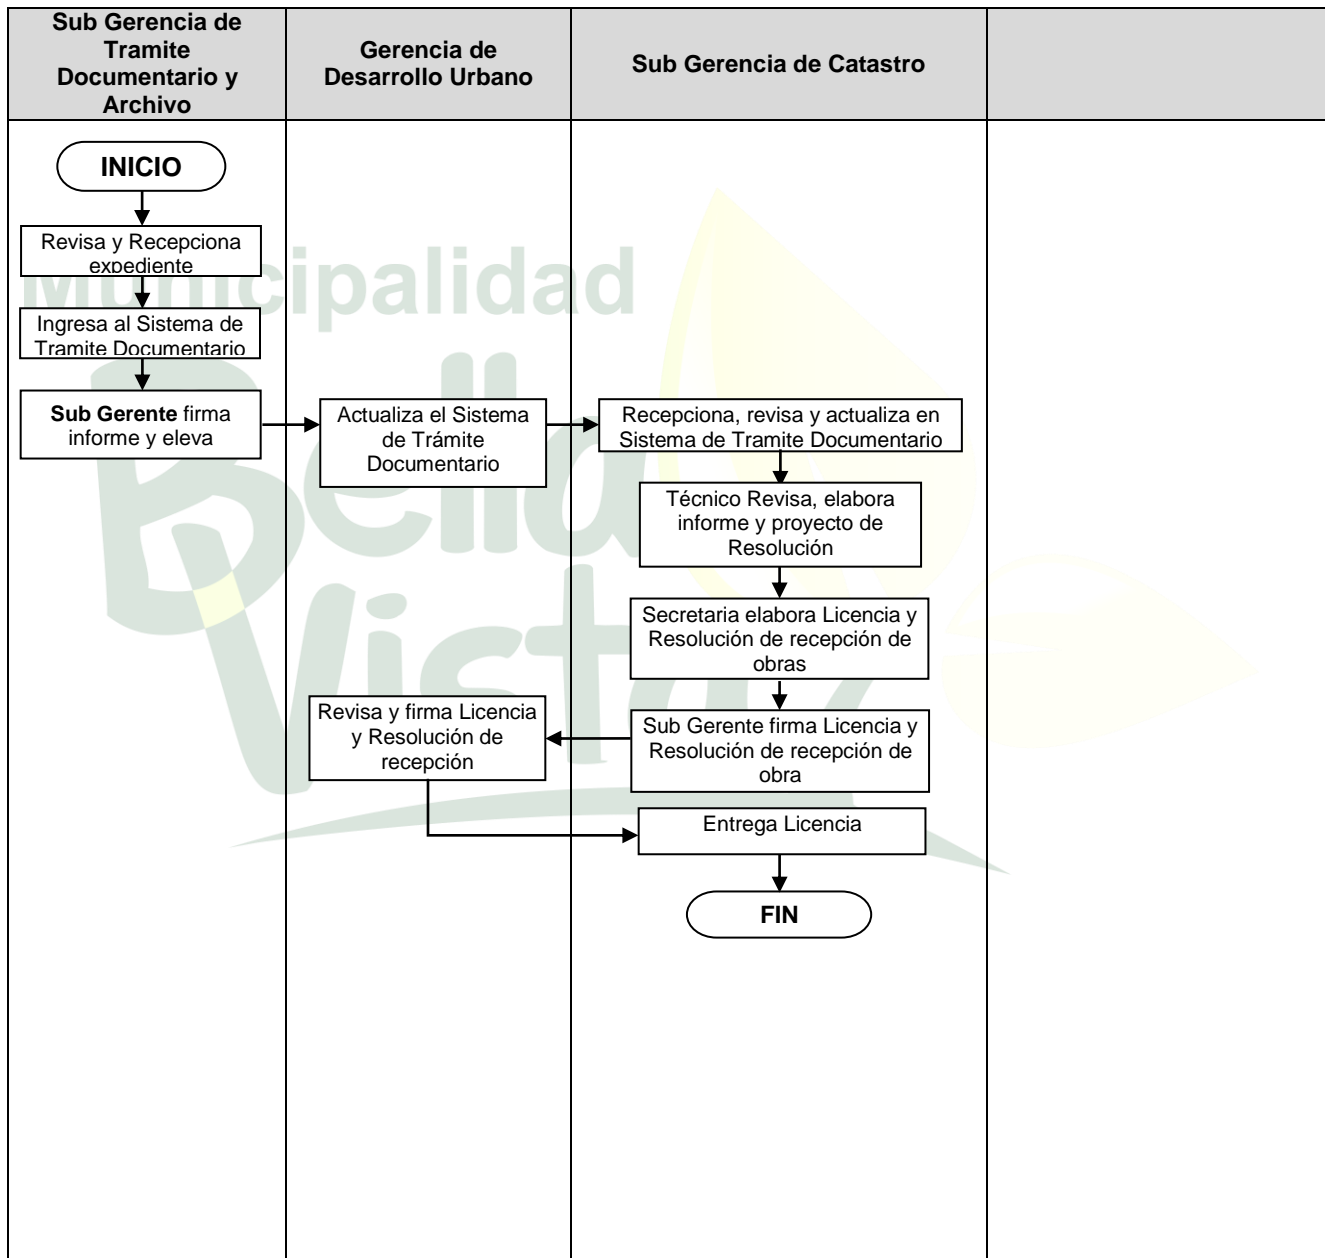 Sub Gerencia de
Tramite
Documentario y
Archivo
Gerencia de
Desarrollo Urbano
Sub Gerencia de Catastro
INICIO
Revisa y Recepciona
expediente
Ingresa al Sistema de
Tramite Documentario
Sub Gerente firma
informe y eleva
Actualiza el Sistema
de Trámite
Documentario
Recepciona, revisa y actualiza en
Sistema de Tramite Documentario
Técnico Revisa, elabora
informe y proyecto de
Resolución
Secretaria elabora Licencia y
Resolución de recepción de
obras
Sub Gerente firma Licencia y
Resolución de recepción de
obra
Revisa y firma Licencia
y Resolución de
recepción
Entrega Licencia
FIN
Municipalidad
Bella
Vista